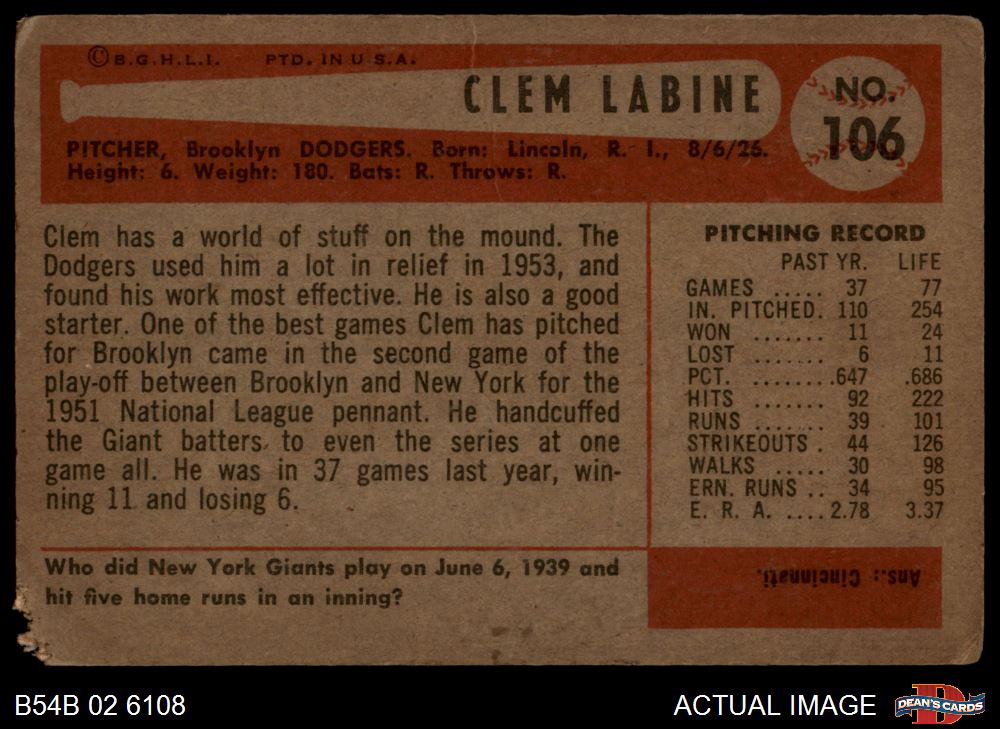 ©B.G.H.L.I. PTD. IN U.S.A.
CLEM LABINE
NO.
106
PITCHER, Brooklyn DODGERS. Born: Lincoln, R. I., 8/6/26.
Height: 6. Weight: 180. Bats: R. Throws: R.
Clem has a world of stuff on the mound. The
Dodgers used him a lot in relief in 1953, and
found his work most effective. He is also a good
starter. One of the best games Clem has pitched
for Brooklyn came in the second game of the
play-off between Brooklyn and New York for the
1951 National League pennant. He handcuffed
the Giant batters to even the series at one
game all. He was in 37 games last year, win-
ning 11 and losing 6.
PITCHING RECORD
PAST YR. LIFE
GAMES ..... 37 77
IN. PITCHED. 110 254
WON ....... 11 24
LOST ....... 6 11
PCT. ........ .647 .686
HITS ....... 92 222
RUNS ....... 39 101
STRIKEOUTS . 44 126
WALKS ..... 30 98
ERN. RUNS .. 34 95
E. R. A. .... 2.78 3.37
Who did New York Giants play on June 6, 1939 and
hit five home runs in an inning?
Ans.: Cincinnati.
B54B 02 6108
ACTUAL IMAGE
DEAN'S CARDS